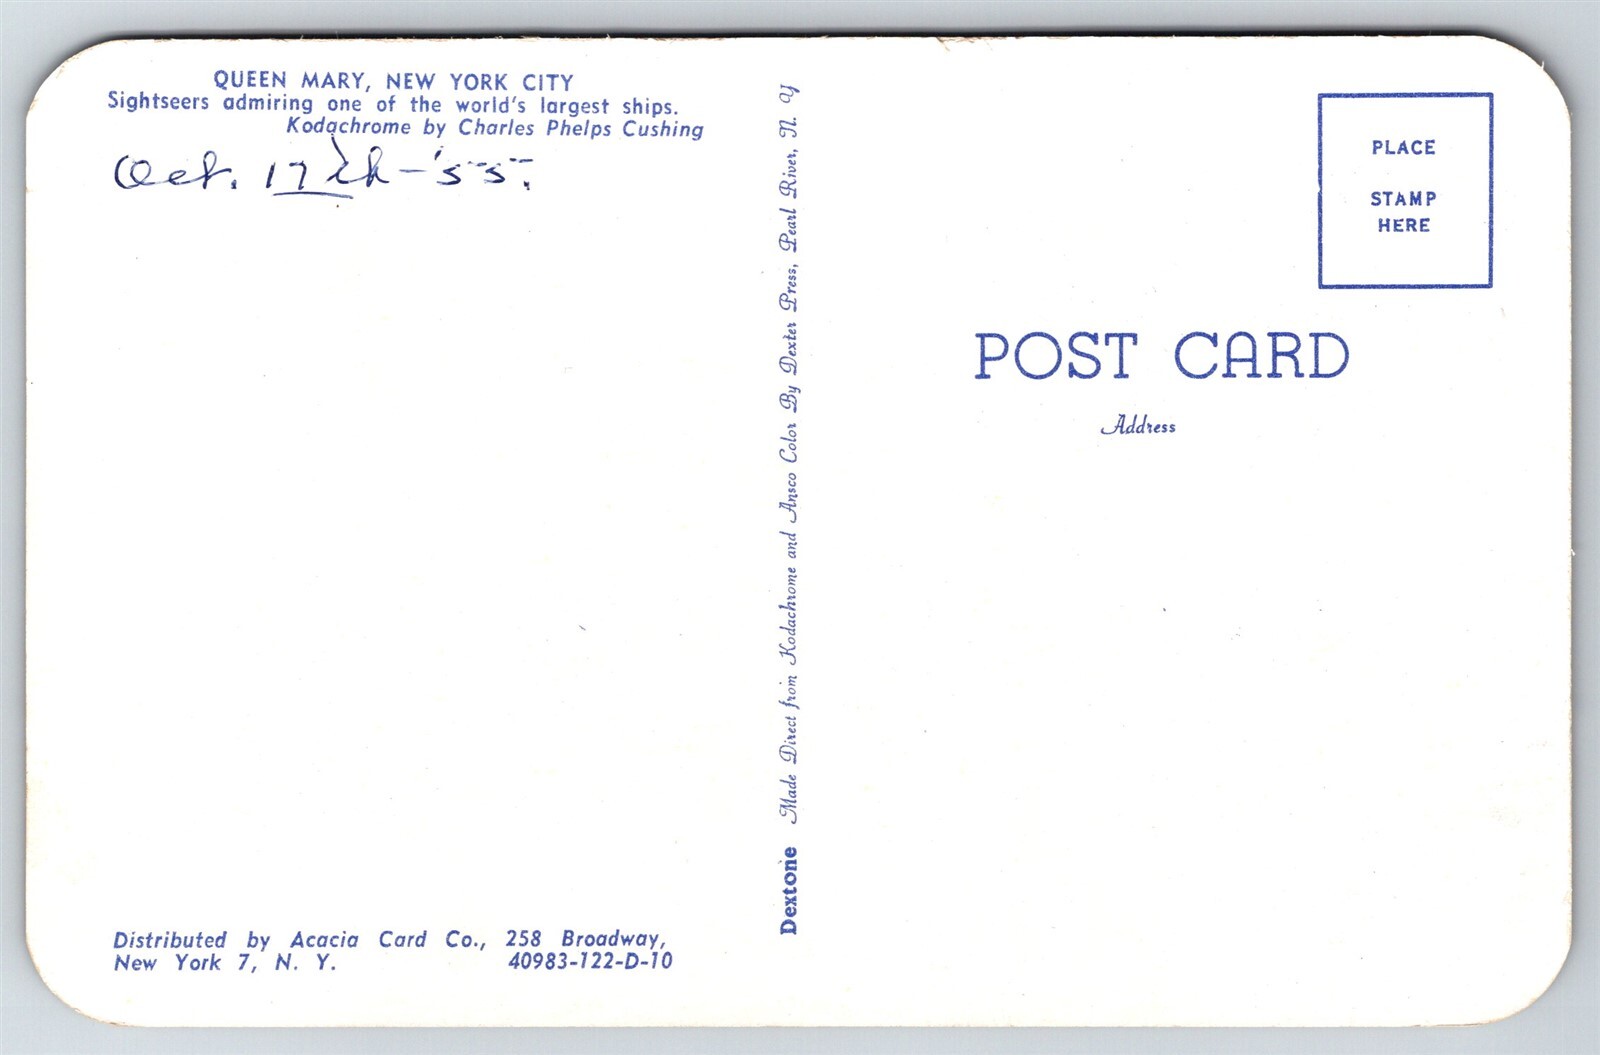 QUEEN MARY, NEW YORK CITY
Sightseers admiring one of the world's largest ships.
Kodachrome by Charles Phelps Cushing
Oct. 17th-'55.
Distributed by Acacia Card Co., 258 Broadway,
New York 7, N. Y. 40983-122-D-10
Dextone Made Direct from Kodachrome and Ansco Color By Dexter Press, Pearl River, N. Y
PLACE
STAMP
HERE
POST CARD
Address